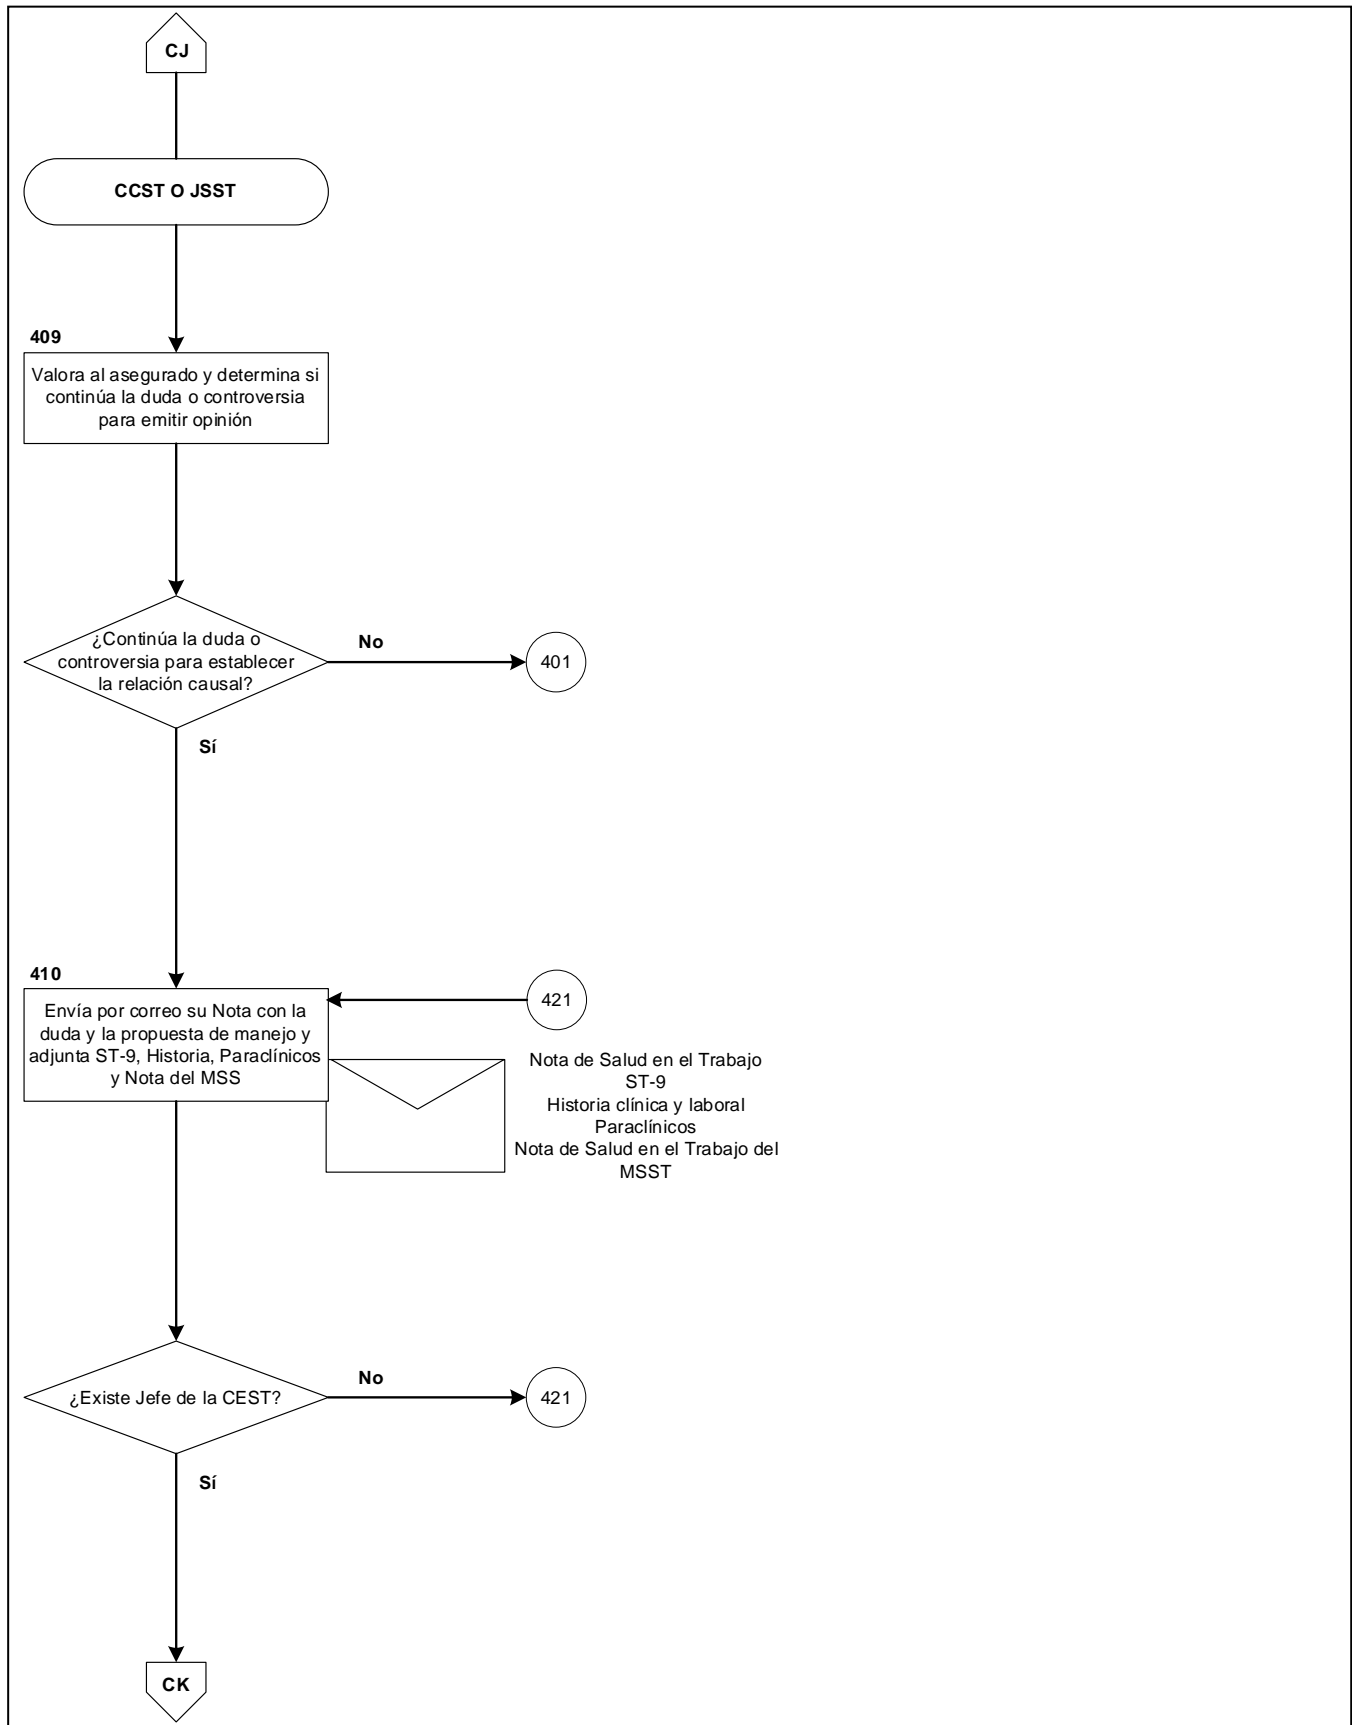 CJ
CCST O JSST
409
Valora al asegurado y determina si
continúa la duda o controversia
para emitir opinión
¿Continúa la duda o
controversia para establecer
la relación causal?
No
401
Sí
410
Envía por correo su Nota con la
duda y la propuesta de manejo y
adjunta ST-9, Historia, Paraclínicos
y Nota del MSS
421
Nota de Salud en el Trabajo
ST-9
Historia clínica y laboral
Paraclínicos
Nota de Salud en el Trabajo del
MSST
¿Existe Jefe de la CEST?
No
421
Sí
CK